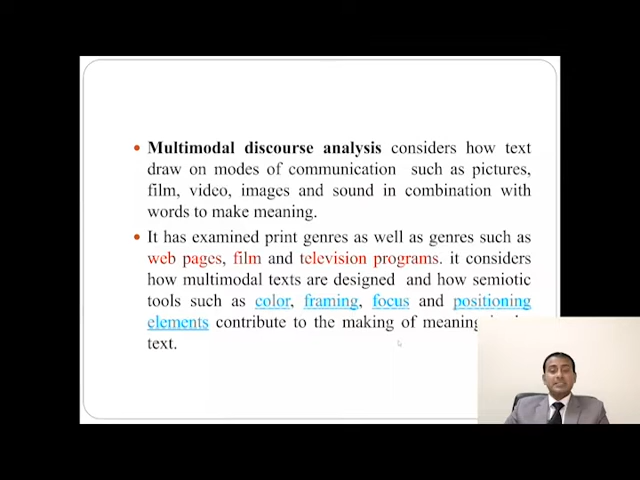 Multimodal discourse analysis considers how text
draw on modes of communication such as pictures,
film, video, images and sound in combination with
words to make meaning.
It has examined print genres as well as genres such as
web pages, film and television programs. it considers
how multimodal texts are designed and how semiotic
tools such as color, framing, focus and positioning
elements contribute to the making of meaning
text.